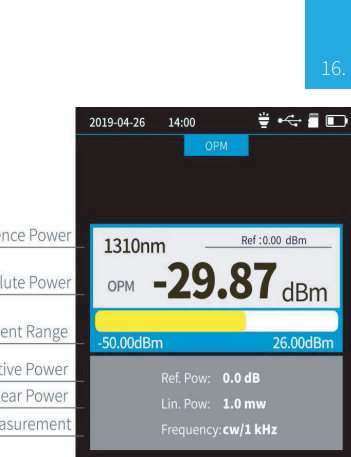 16.
2019-04-26 14:00
OPM
ence Power
1310nm Ref :0.00 dBm
lute Power
OPM -29.87 dBm
ent Range
-50.00dBm 26.00dBm
tive Power
Ref. Pow: 0.0 dB
ear Power
Lin. Pow: 1.0 mw
asurement
Frequency:cw/1 kHz